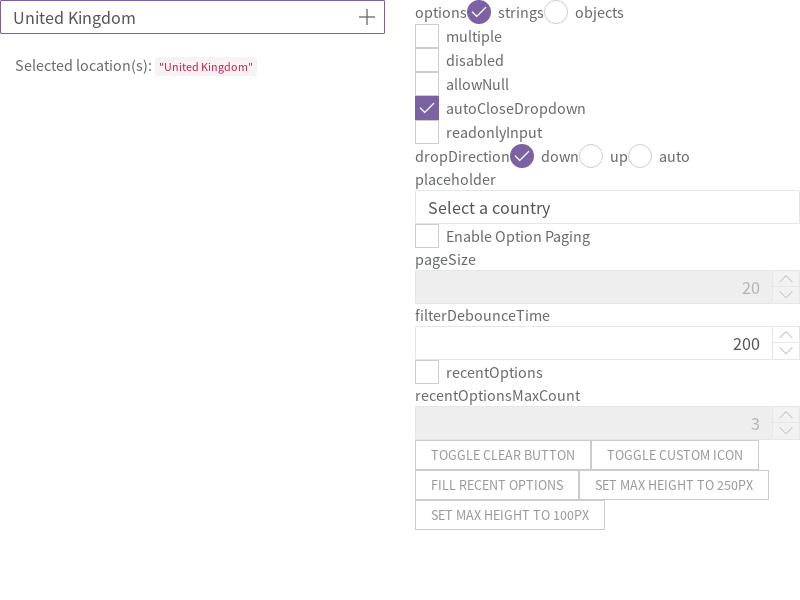 United Kingdom
Selected location(s): "United Kingdom"
options strings objects
multiple
disabled
allowNull
autoCloseDropdown
readonlyInput
dropDirection down up auto
placeholder
Select a country
Enable Option Paging
pageSize
20
filterDebounceTime
200
recentOptions
recentOptionsMaxCount
3
TOGGLE CLEAR BUTTON TOGGLE CUSTOM ICON
FILL RECENT OPTIONS SET MAX HEIGHT TO 250PX
SET MAX HEIGHT TO 100PX